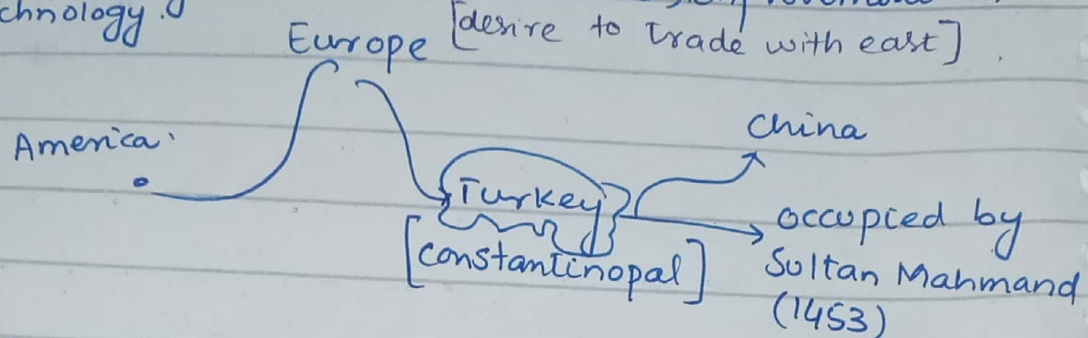 chnology.
Europe [desire to trade with east]
America.
China
Turkey
[constantinopal]
occupied by
Sultan Mahmand
(1453)